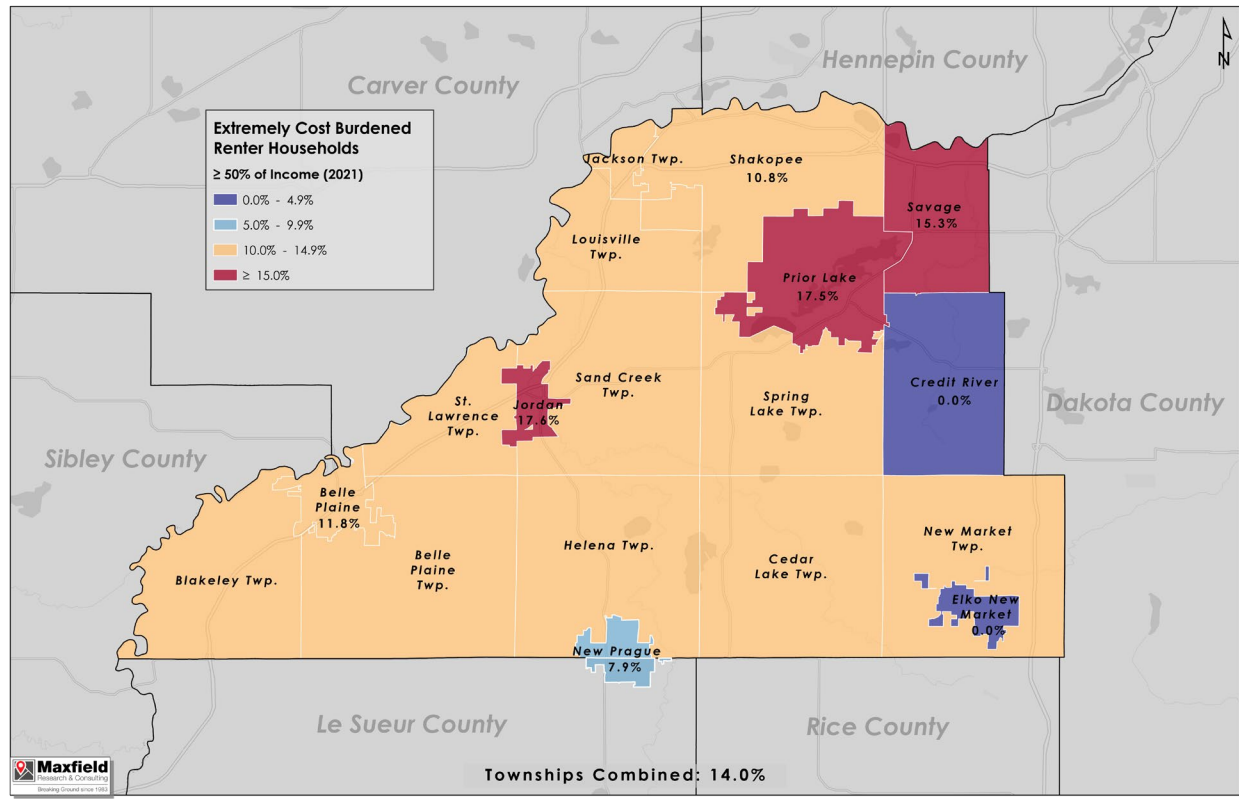 Hennepin County
N
Carver County
Extremely Cost Burdened
Renter Households
≥ 50% of Income (2021)
0.0% - 4.9%
5.0% - 9.9%
10.0% - 14.9%
≥ 15.0%
Jackson Twp.
Shakopee
10.8%
Savage
15.3%
Louisville
Twp.
Prior Lake
17.5%
Sand Creek
Twp.
Credit River
0.0%
Dakota County
St.
Lawrence
Twp.
Jordan
17.6%
Spring
Lake Twp.
Sibley County
Belle
Plaine
11.8%
Helena Twp.
New Market
Twp.
Blakeley Twp.
Belle
Plaine
Twp.
Cedar
Lake Twp.
Elko New
Market
0.0%
New Prague
7.9%
Le Sueur County
Rice County
Maxfield
Research & Consulting
Breaking Ground since 1983
Townships Combined: 14.0%